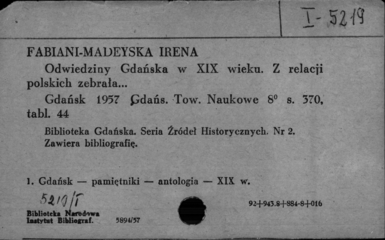 I-5219
FABIANI-MADEYSKA IRENA
Odwiedziny Gdańska w XIX wieku. Z relacji
polskich zebrała...
Gdańsk 1957 Gdańs. Tow. Naukowe 8° s. 370,
tabl. 44
Biblioteka Gdańska. Seria Źródeł Historycznych. Nr 2.
Zawiera bibliografię.
1. Gdańsk — pamiętniki — antologia — XIX w.
5219/I
92+943.8+884-8+016
Biblioteka Narodowa
Instytut Bibliograf.
5894/57